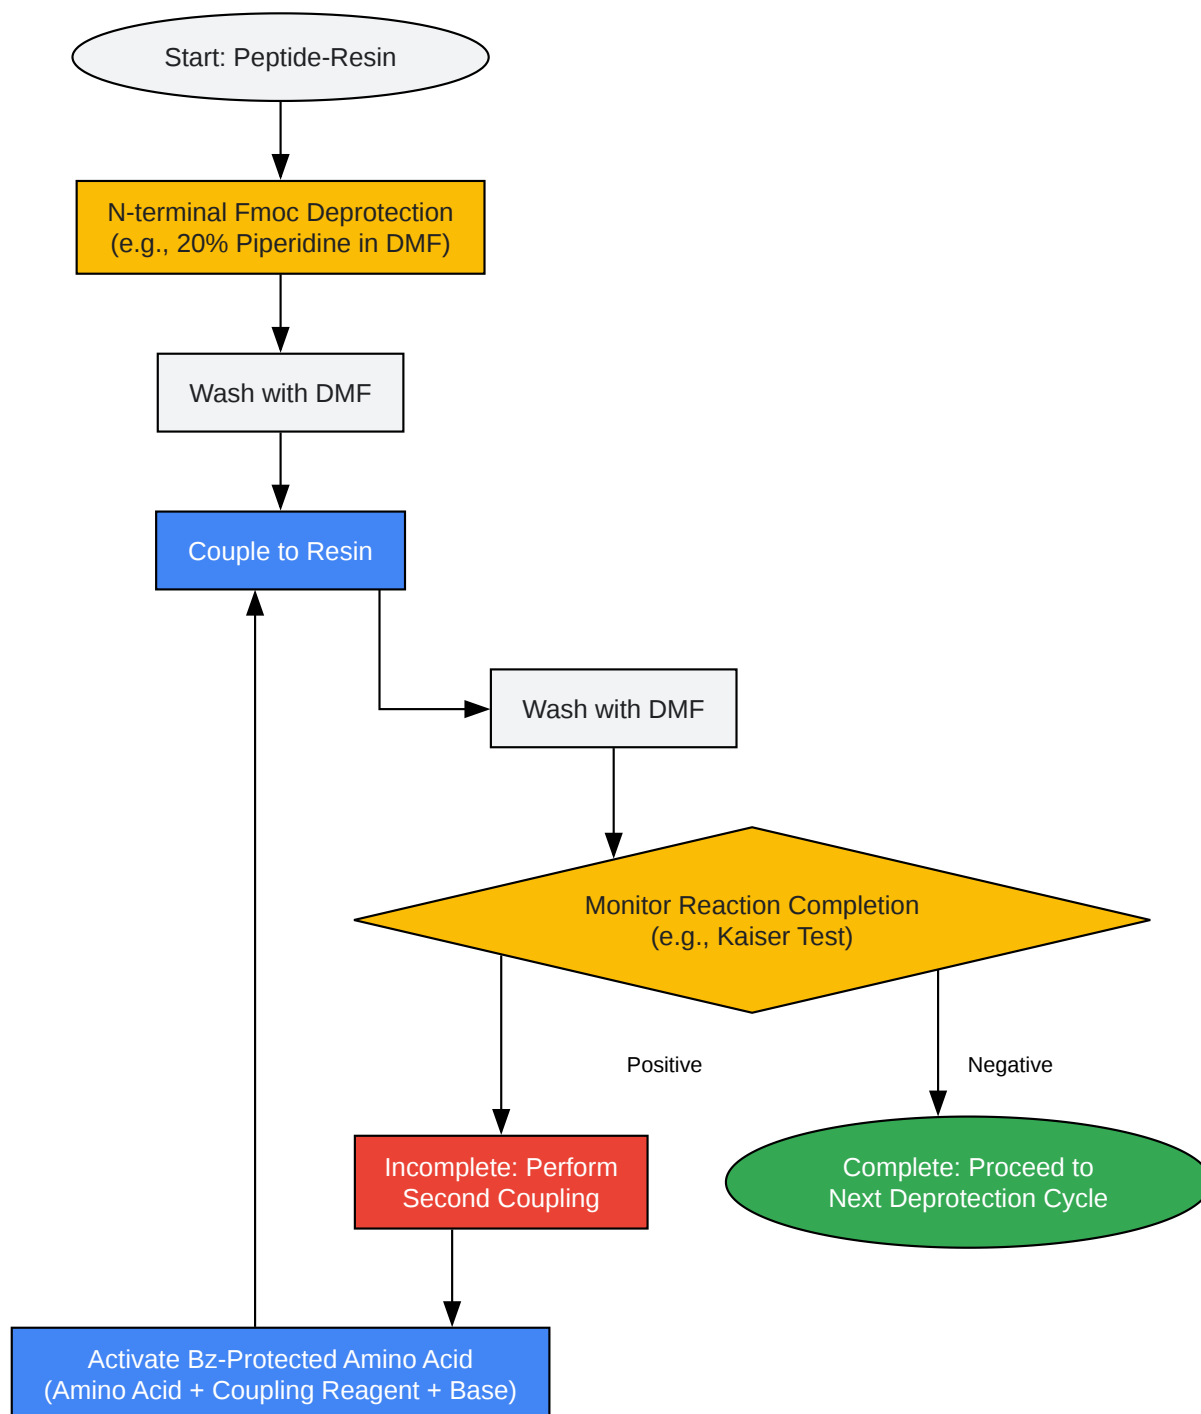 Start: Peptide-Resin
N-terminal Fmoc Deprotection
(e.g., 20% Piperidine in DMF)
Wash with DMF
Couple to Resin
Wash with DMF
Monitor Reaction Completion
(e.g., Kaiser Test)
Positive
Negative
Incomplete: Perform
Second Coupling
Complete: Proceed to
Next Deprotection Cycle
Activate Bz-Protected Amino Acid
(Amino Acid + Coupling Reagent + Base)